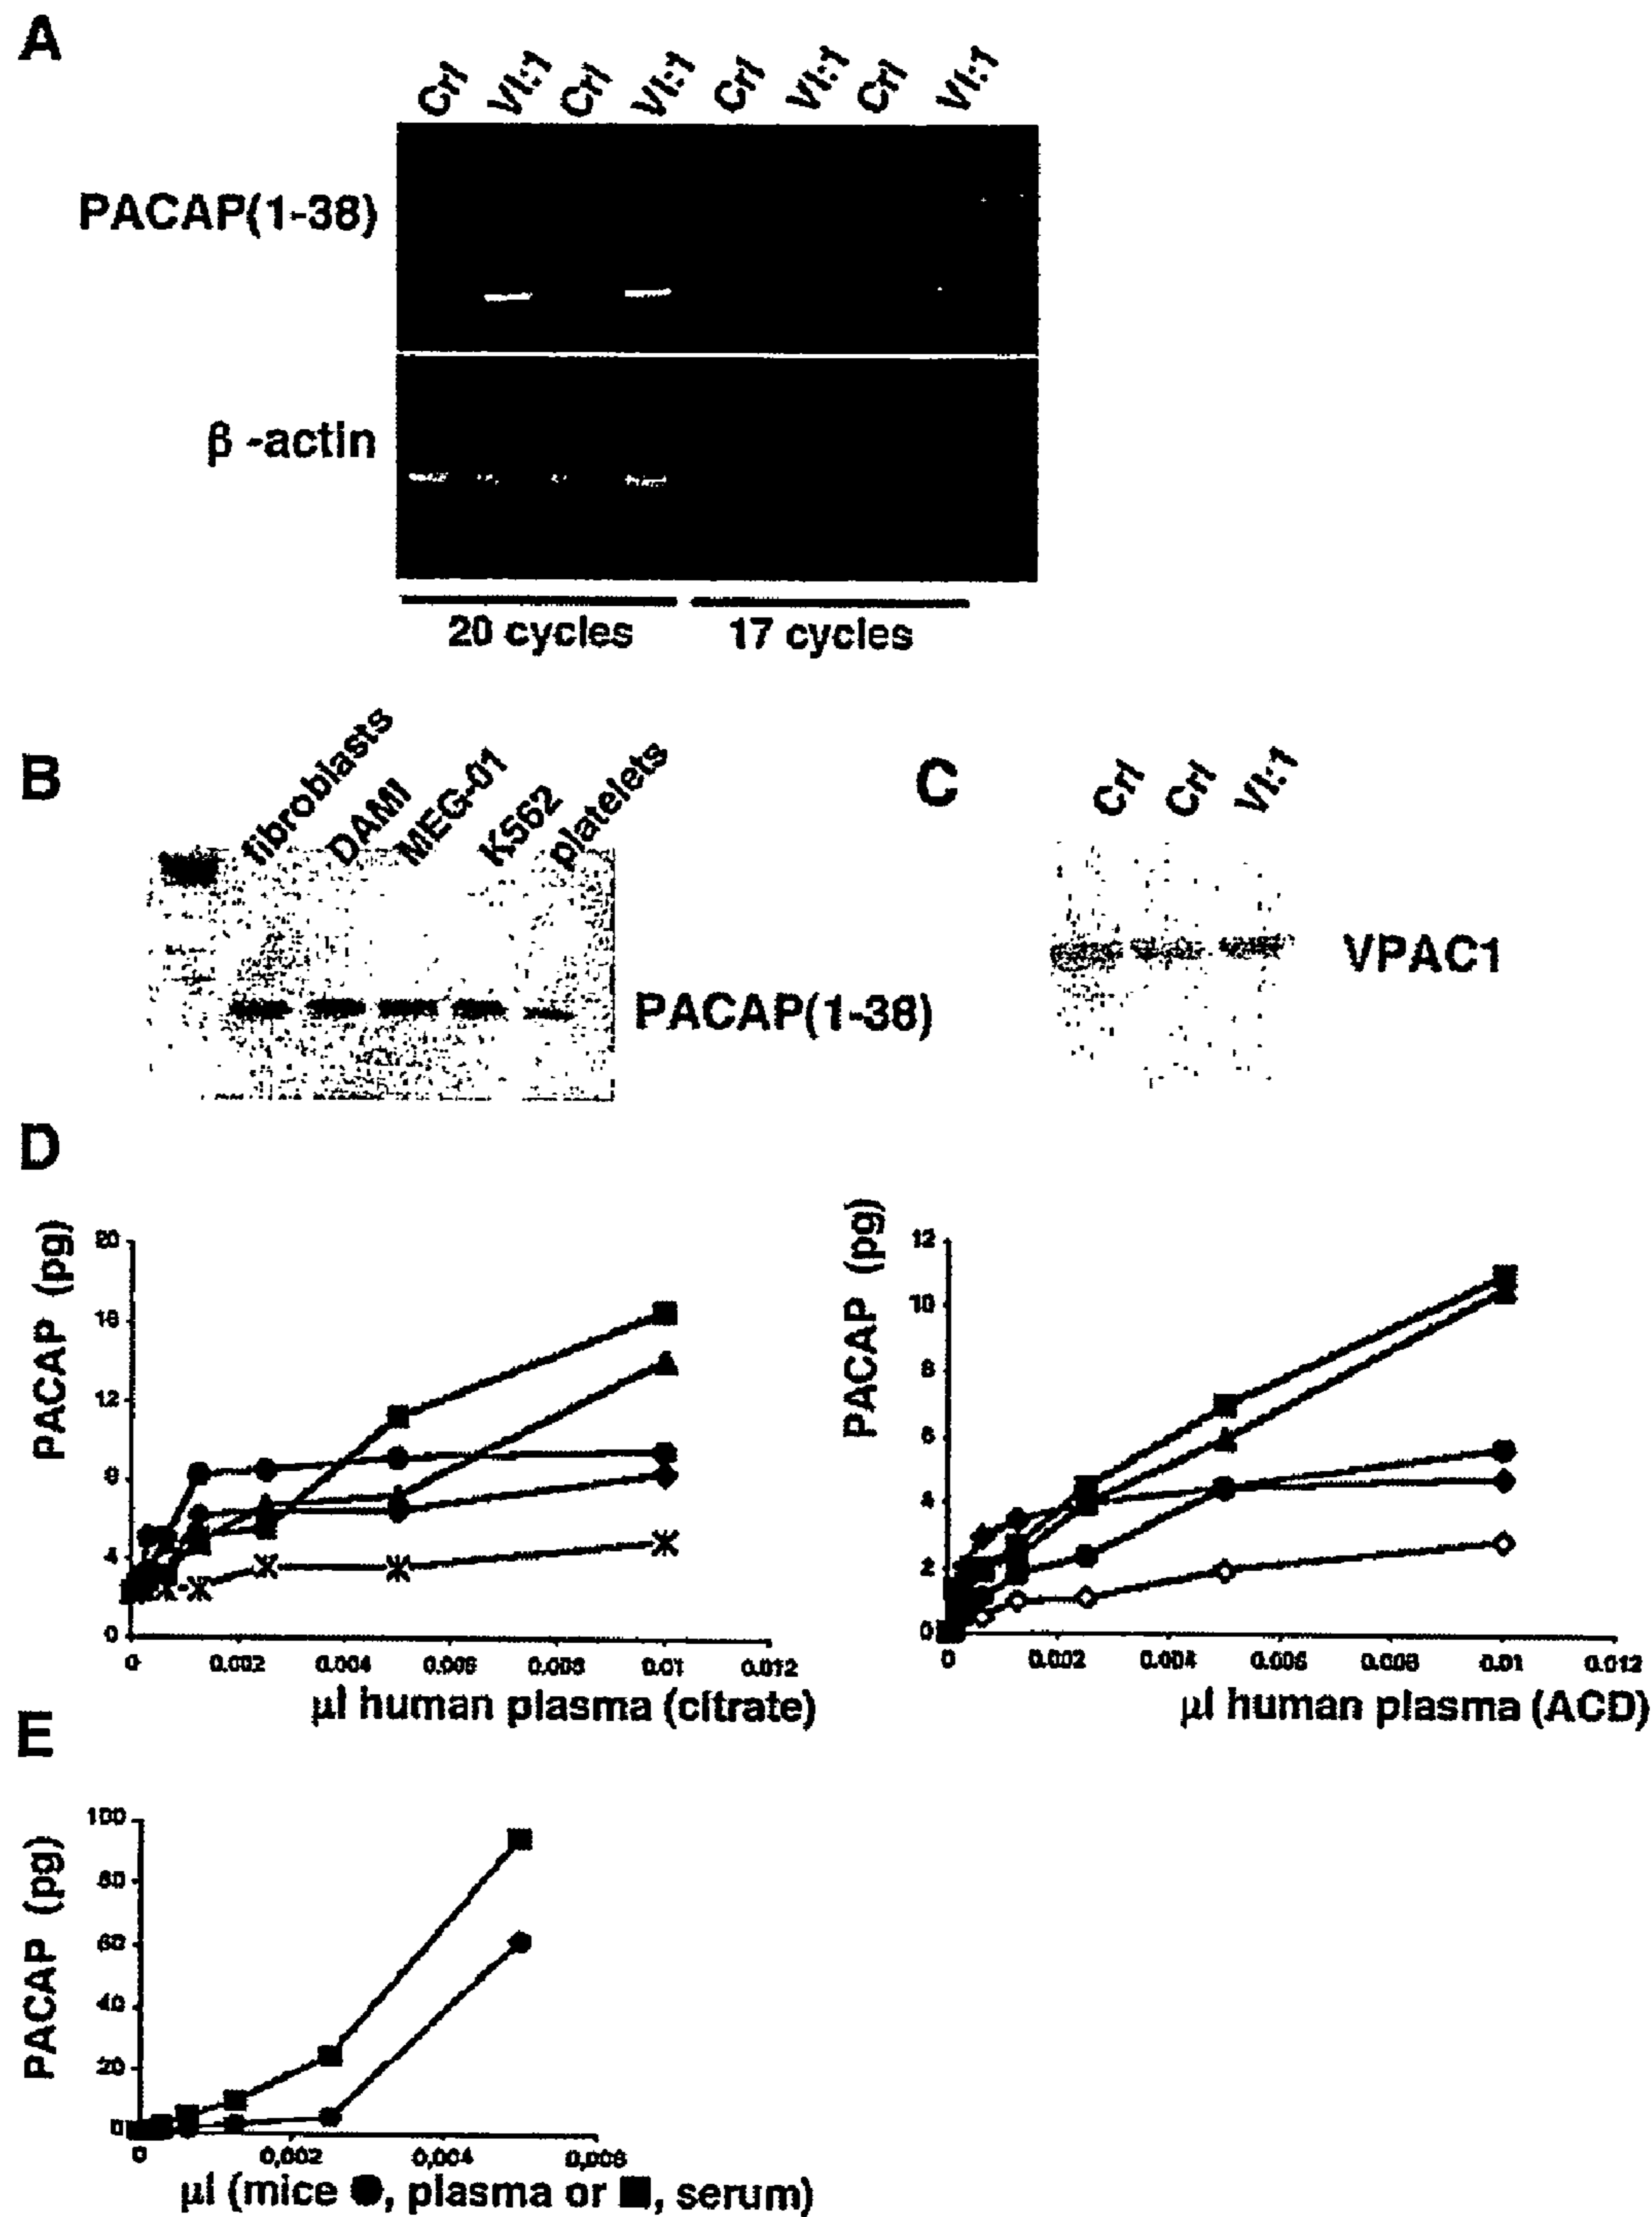 A
Crl VI:1 Crl VI:1 Crl VI:1 Crl VI:1
PACAP(1-38)
β -actin
20 cycles 17 cycles
B
fibroblasts DAMI MEG-01 K562 platelets
PACAP(1-38)
C
Crl Crl VI:1
VPAC1
D
PACAP (pg)
20
16
12
8
4
0
0 0.002 0.004 0.006 0.008 0.01 0.012
µl human plasma (citrate)
PACAP (pg)
12
10
8
6
4
2
0
0 0.002 0.004 0.006 0.008 0.01 0.012
µl human plasma (ACD)
E
PACAP (pg)
100
80
60
40
20
0
0 0,002 0,004 0,006
µl (mice ●, plasma or ■, serum)